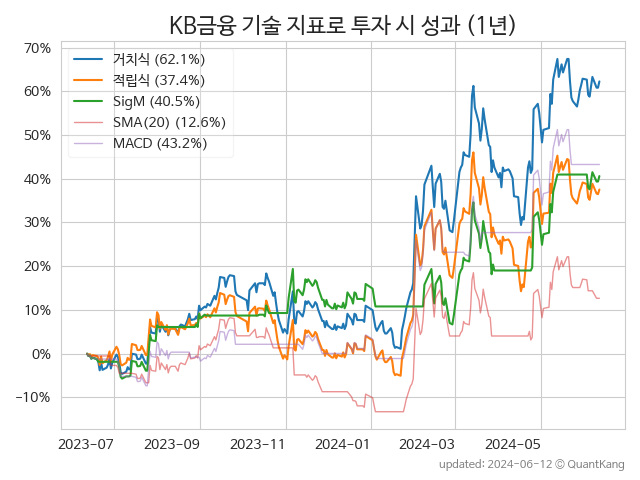 KB금융 기술 지표로 투자 시 성과 (1년)
70%
60%
50%
40%
30%
20%
10%
0%
−10%
거치식 (62.1%)
적립식 (37.4%)
SigM (40.5%)
SMA(20) (12.6%)
MACD (43.2%)
2023-07 2023-09 2023-11 2024-01 2024-03 2024-05
updated: 2024-06-12 © QuantKang